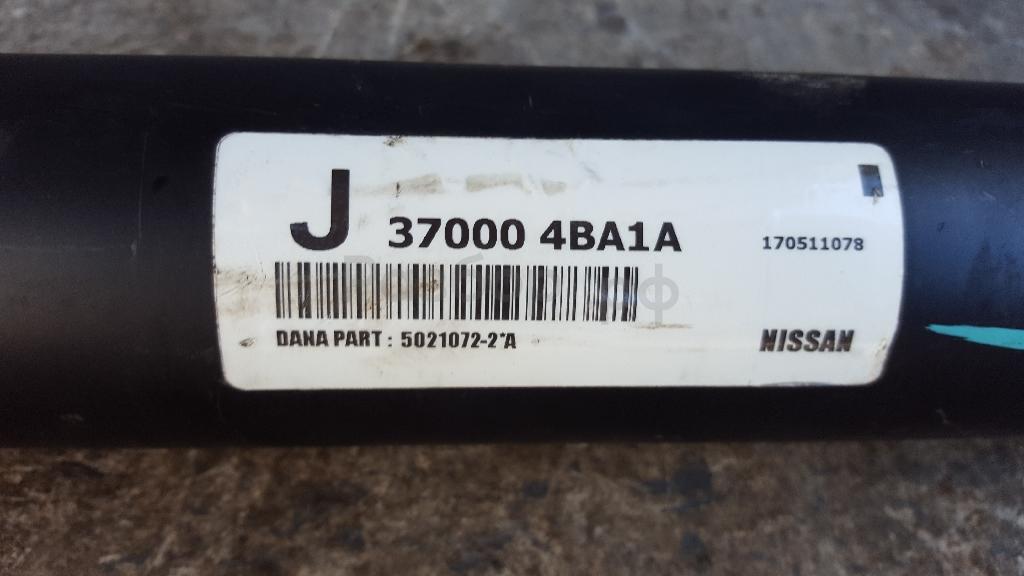 J 37000 4BA1A 170511078
DANA PART : 5021072-2*A NISSAN